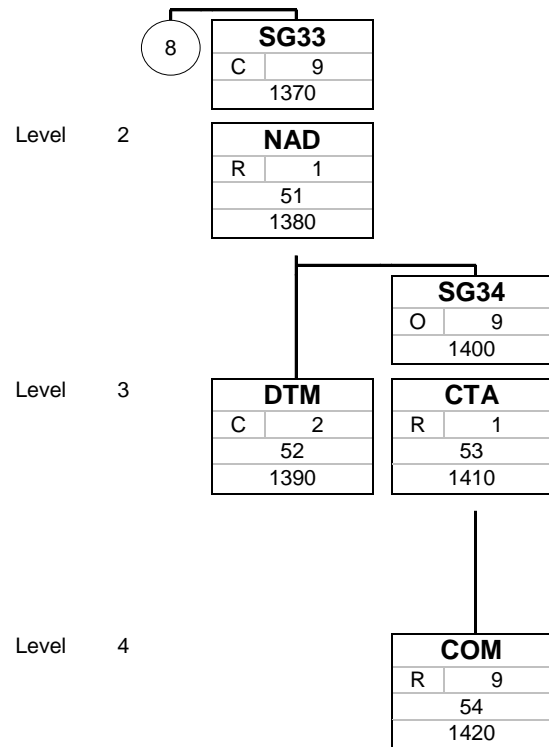 8
SG33
C 9
1370
Level 2
NAD
R 1
51
1380
SG34
O 9
1400
Level 3
DTM
C 2
52
1390
CTA
R 1
53
1410
Level 4
COM
R 9
54
1420